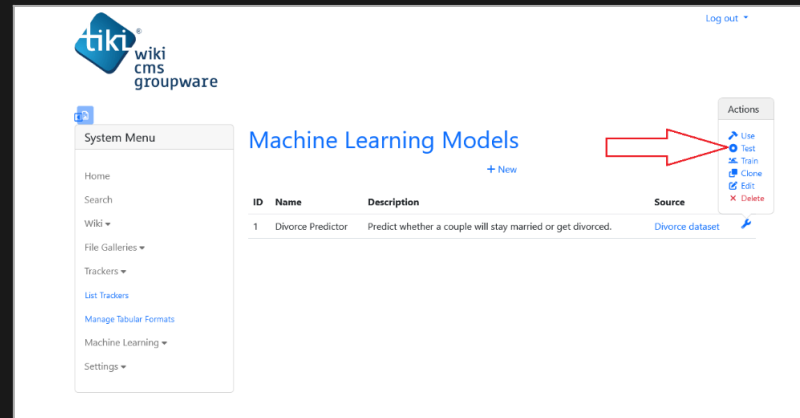 Log out
tiki®
wiki
cms
groupware
System Menu
Home
Search
Wiki
File Galleries
Trackers
List Trackers
Manage Tabular Formats
Machine Learning
Settings
Machine Learning Models
+ New
ID Name Description Source
1 Divorce Predictor Predict whether a couple will stay married or get divorced. Divorce dataset
Actions
Use
Test
Train
Clone
Edit
Delete